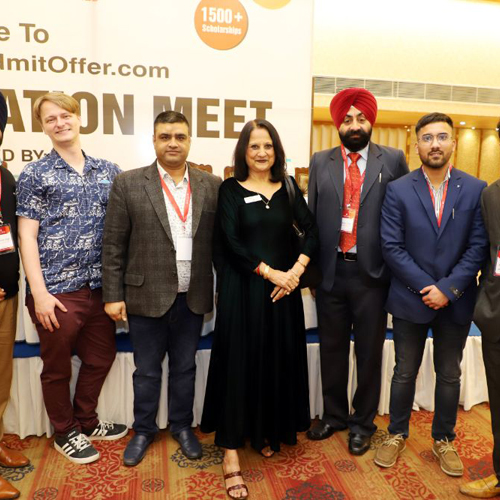 1500+
Scholarships
e To
dmitOffer.com
ATION MEET
D BY